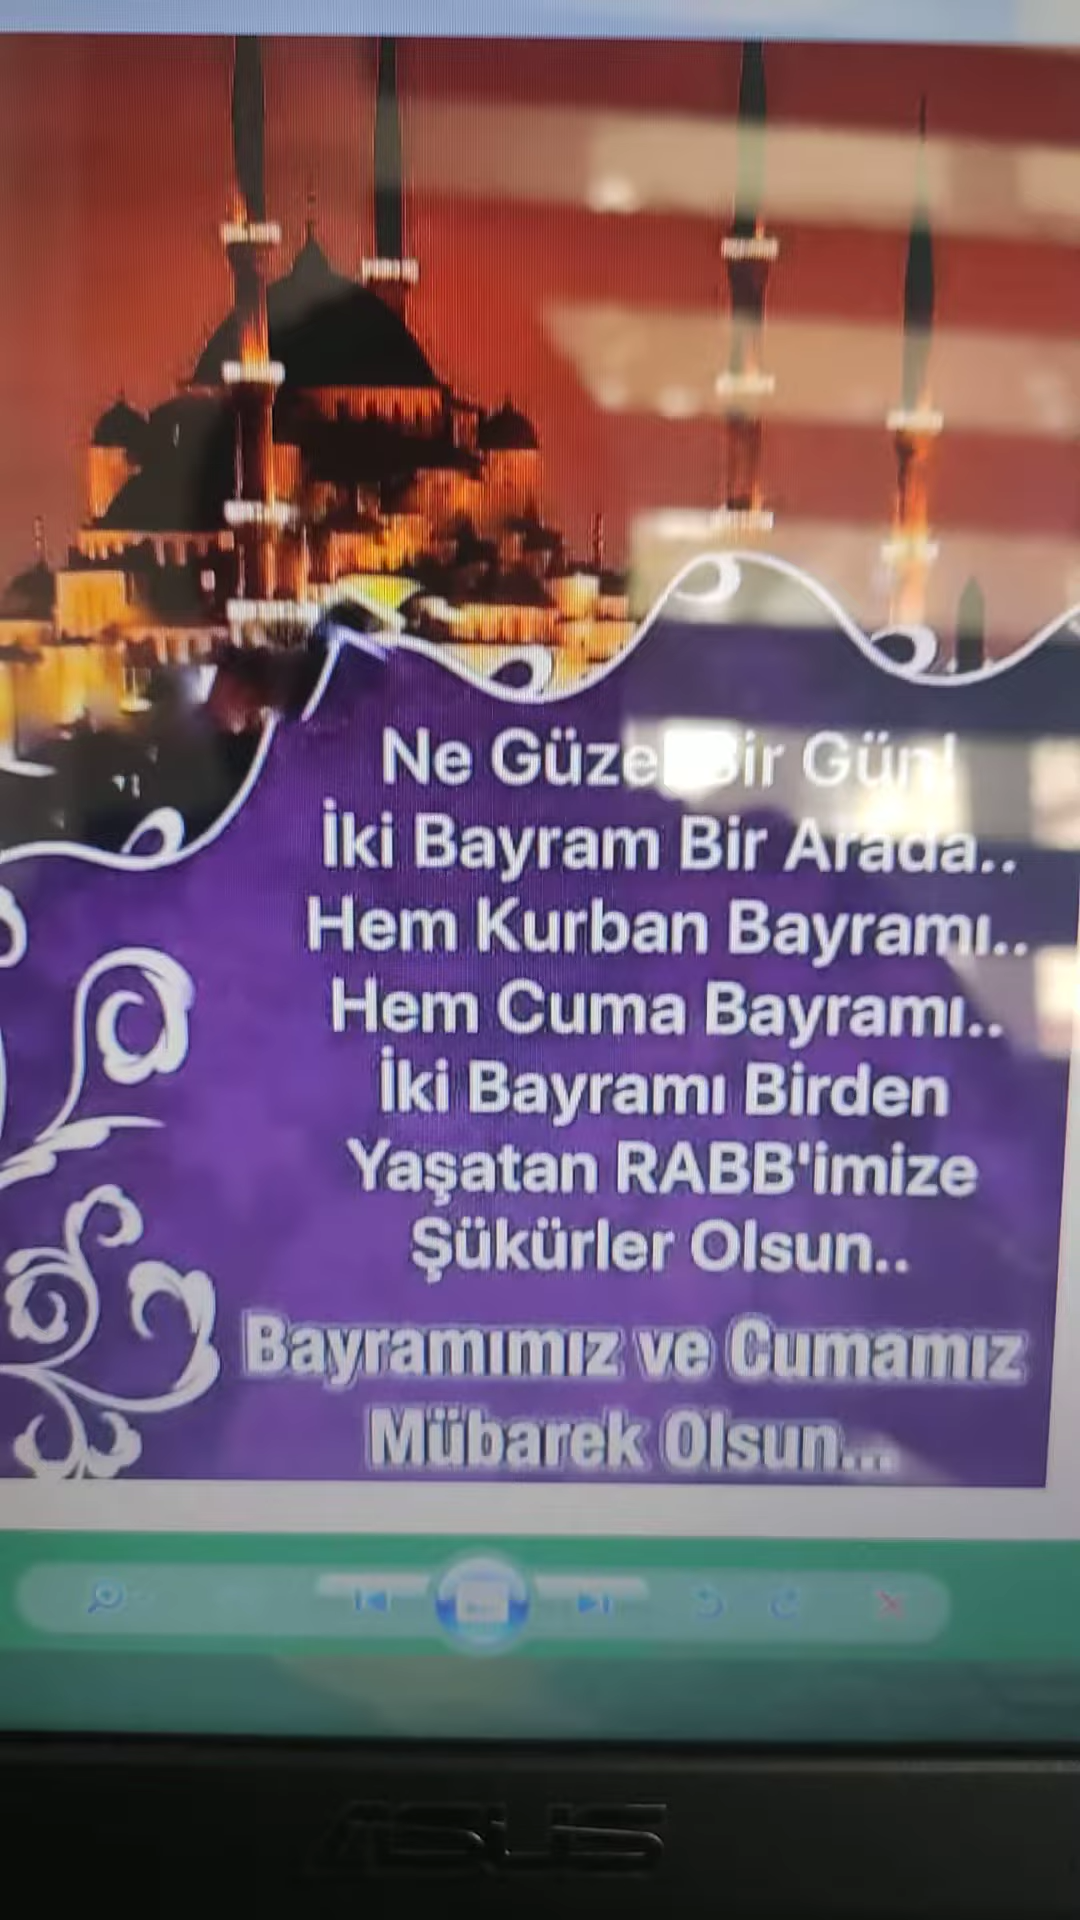 Ne Güzel Bir Gün!
İki Bayram Bir Arada..
Hem Kurban Bayramı..
Hem Cuma Bayramı..
İki Bayramı Birden
Yaşatan RABB'imize
Şükürler Olsun..
Bayramımız ve Cumamız
Mübarek Olsun...
ASUS